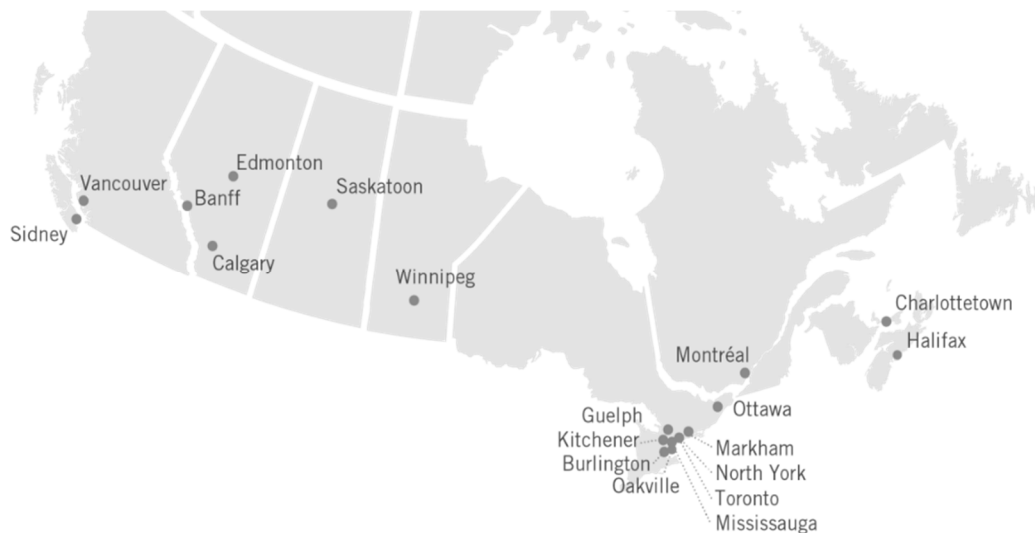 Edmonton
Vancouver
Banff
Saskatoon
Sidney
Calgary
Winnipeg
Charlottetown
Halifax
Montréal
Ottawa
Guelph
Kitchener
Markham
Burlington
North York
Oakville
Toronto
Mississauga